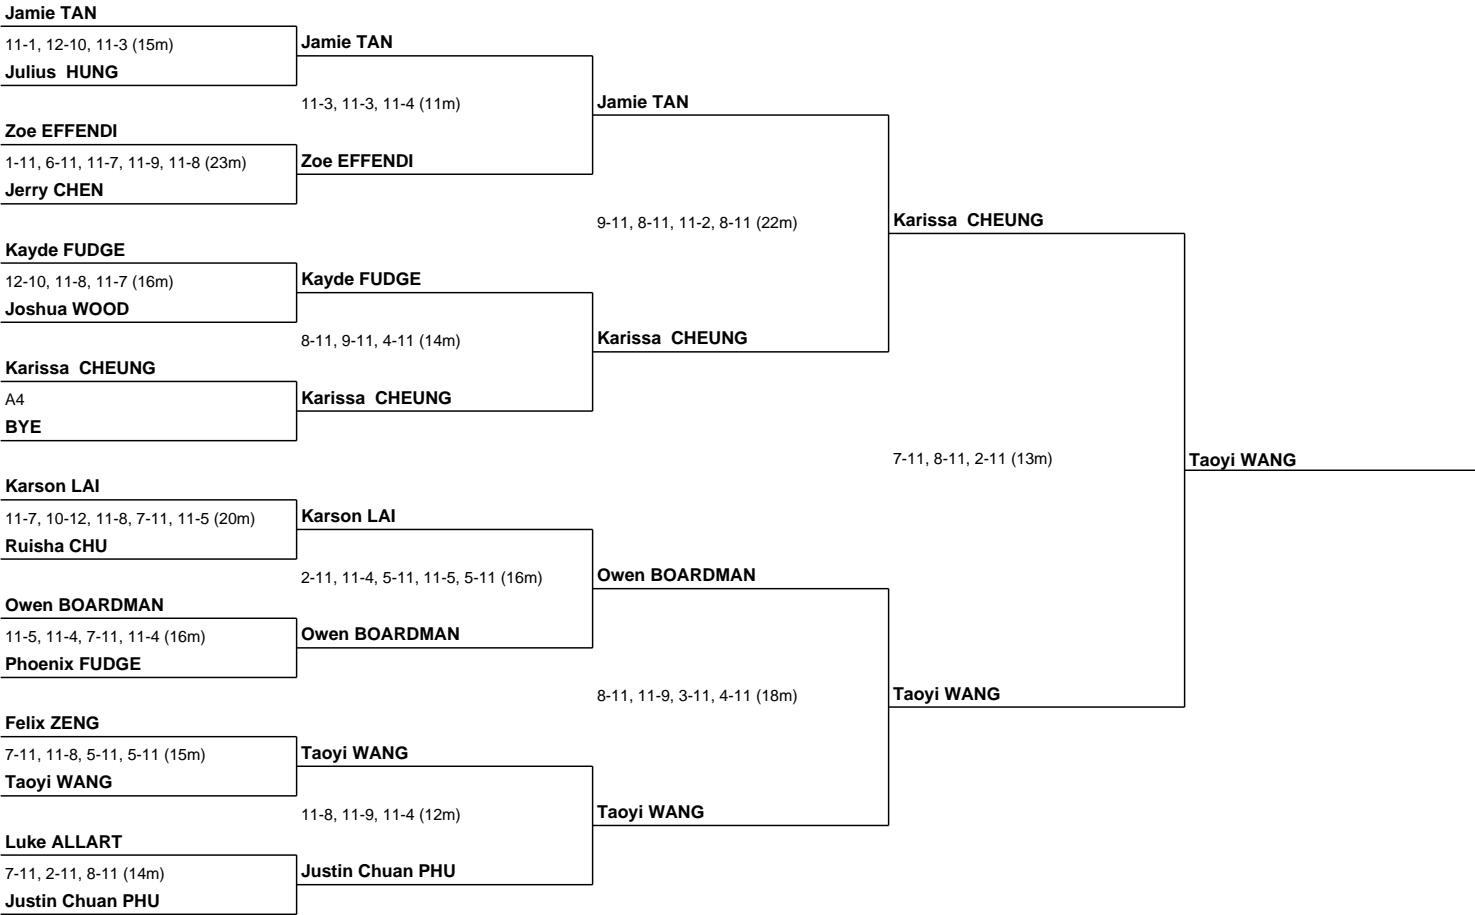 Jamie TAN
11-1, 12-10, 11-3 (15m)
Julius  HUNG
Zoe EFFENDI
1-11, 6-11, 11-7, 11-9, 11-8 (23m)
Jerry CHEN
Kayde FUDGE
12-10, 11-8, 11-7 (16m)
Joshua WOOD
Karissa  CHEUNG
A4
BYE
Karson LAI
11-7, 10-12, 11-8, 7-11, 11-5 (20m)
Ruisha CHU
Owen BOARDMAN
11-5, 11-4, 7-11, 11-4 (16m)
Phoenix FUDGE
Felix ZENG
7-11, 11-8, 5-11, 5-11 (15m)
Taoyi WANG
Luke ALLART
7-11, 2-11, 8-11 (14m)
Justin Chuan PHU
Jamie TAN
11-3, 11-3, 11-4 (11m)
Zoe EFFENDI
Kayde FUDGE
8-11, 9-11, 4-11 (14m)
Karissa  CHEUNG
Karson LAI
2-11, 11-4, 5-11, 11-5, 5-11 (16m)
Owen BOARDMAN
Taoyi WANG
11-8, 11-9, 11-4 (12m)
Justin Chuan PHU
Jamie TAN
9-11, 8-11, 11-2, 8-11 (22m)
Karissa  CHEUNG
Owen BOARDMAN
8-11, 11-9, 3-11, 4-11 (18m)
Taoyi WANG
Karissa  CHEUNG
7-11, 8-11, 2-11 (13m)
Taoyi WANG
Taoyi WANG